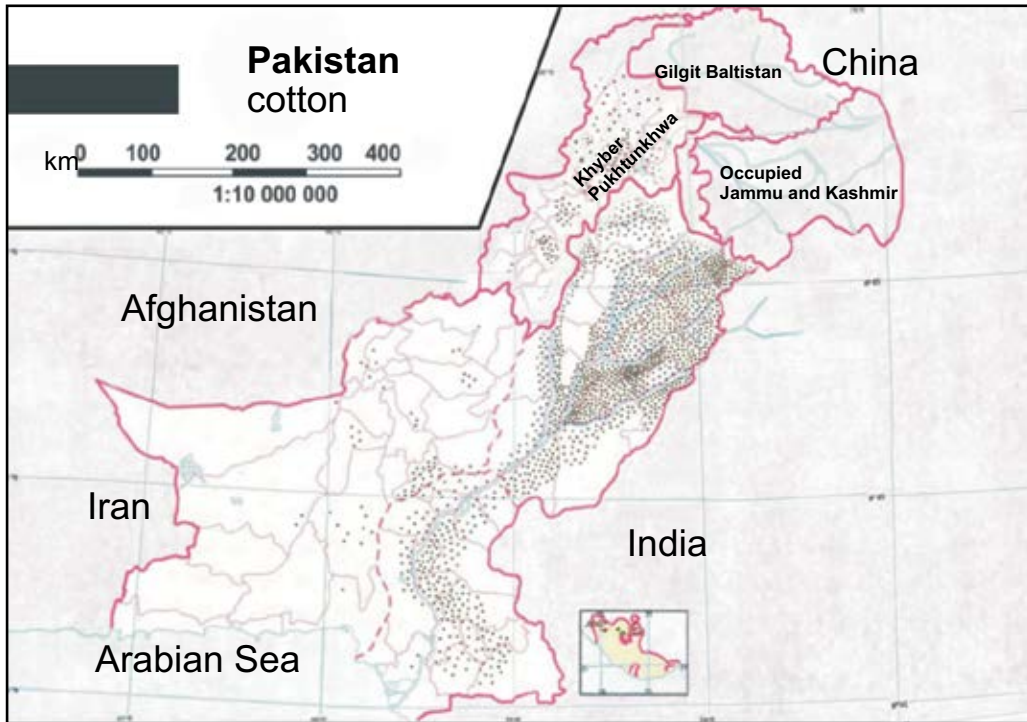 Pakistan
cotton
km 0 100 200 300 400
1:10 000 000
Gilgit Baltistan
China
Khyber
Pukhtunkhwa
Occupied
Jammu and Kashmir
Afghanistan
Iran
India
Arabian Sea